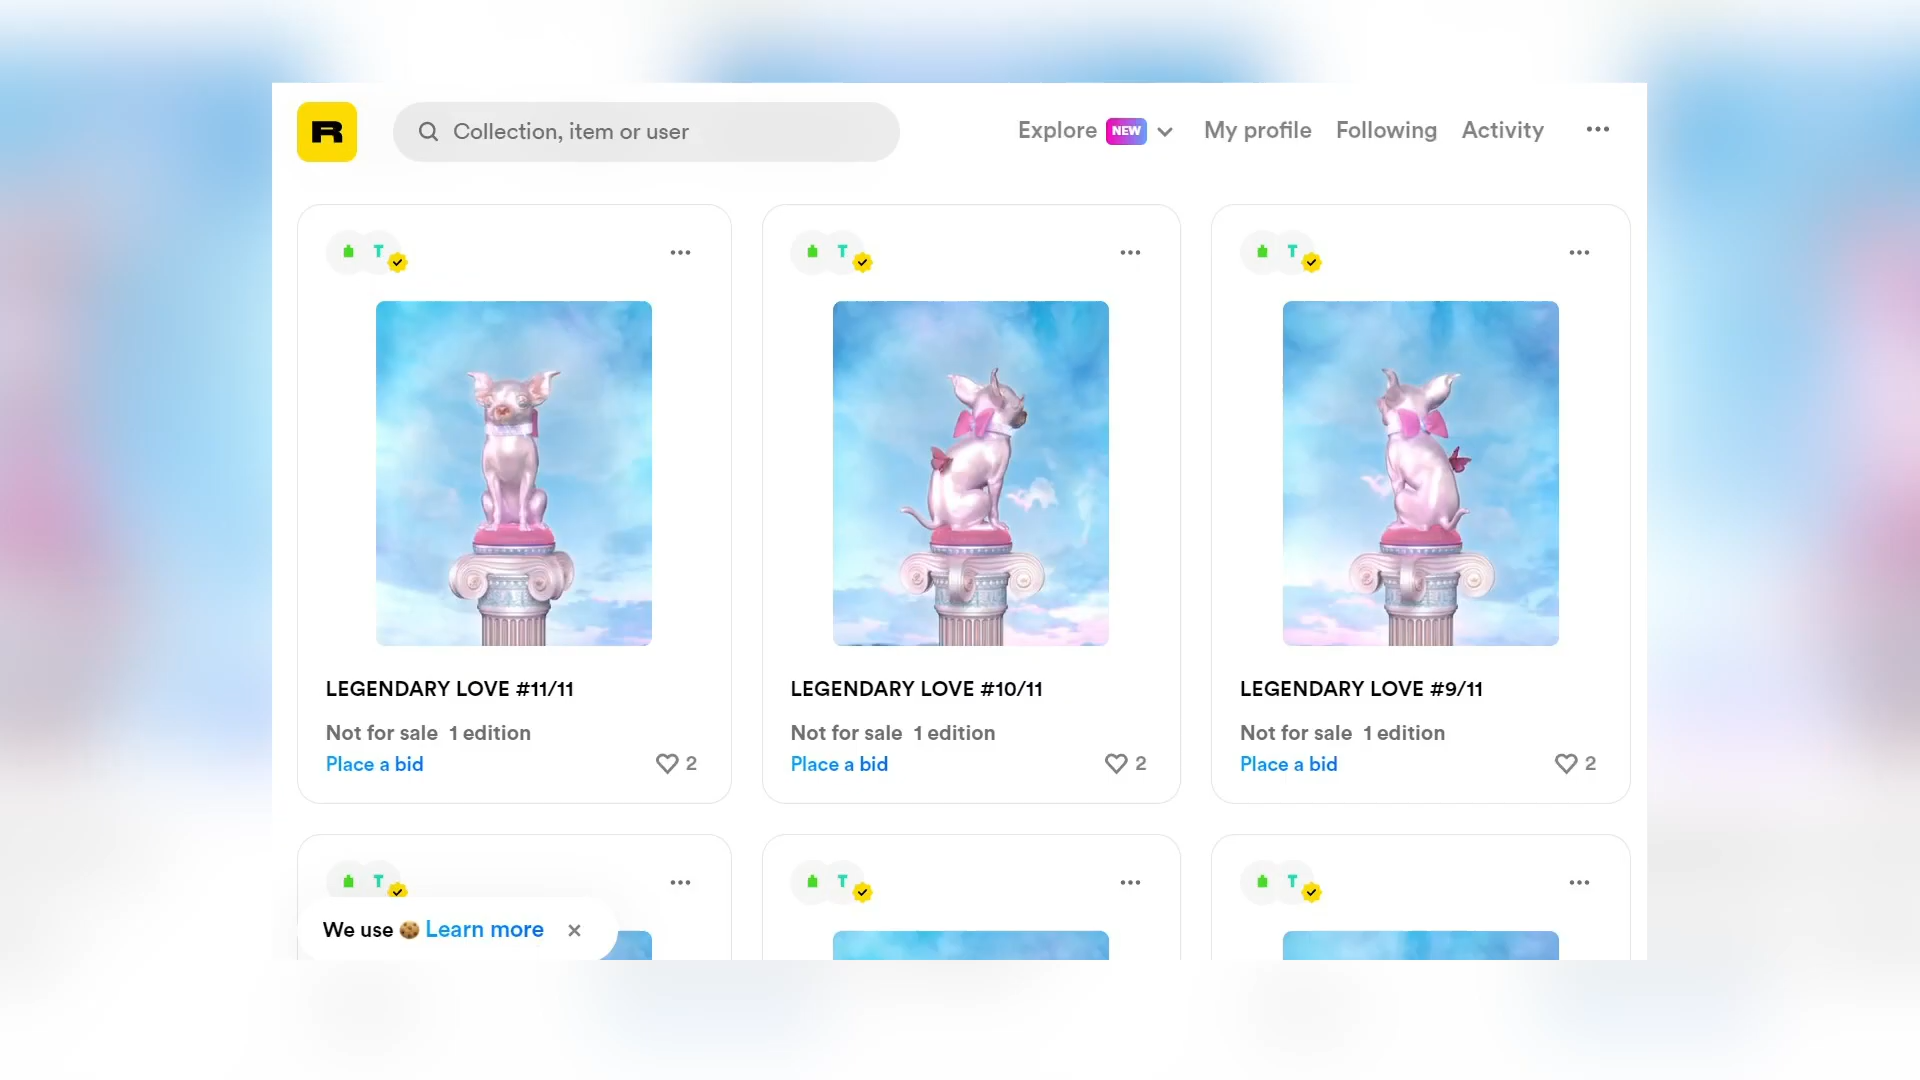 R
Collection, item or user
Explore NEW
My profile
Following
Activity
T
T
T
LEGENDARY LOVE #11/11
Not for sale 1 edition
Place a bid
2
LEGENDARY LOVE #10/11
Not for sale 1 edition
Place a bid
2
LEGENDARY LOVE #9/11
Not for sale 1 edition
Place a bid
2
T
T
T
We use Learn more